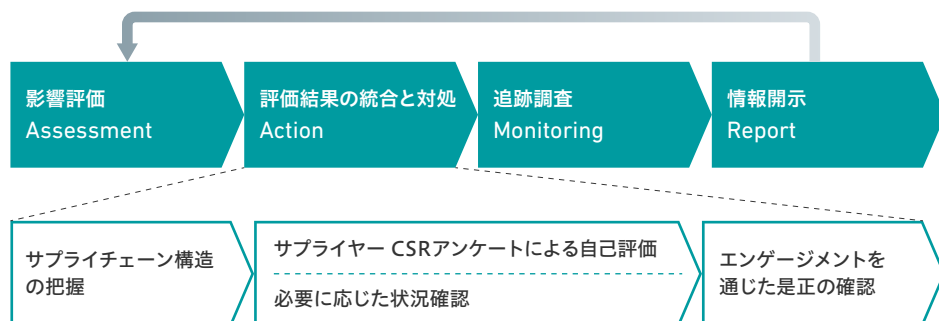 影響評価
Assessment
評価結果の統合と対処
Action
追跡調査
Monitoring
情報開示
Report
サプライチェーン構造
の把握
サプライヤー CSRアンケートによる自己評価
必要に応じた状況確認
エンゲージメントを
通じた是正の確認